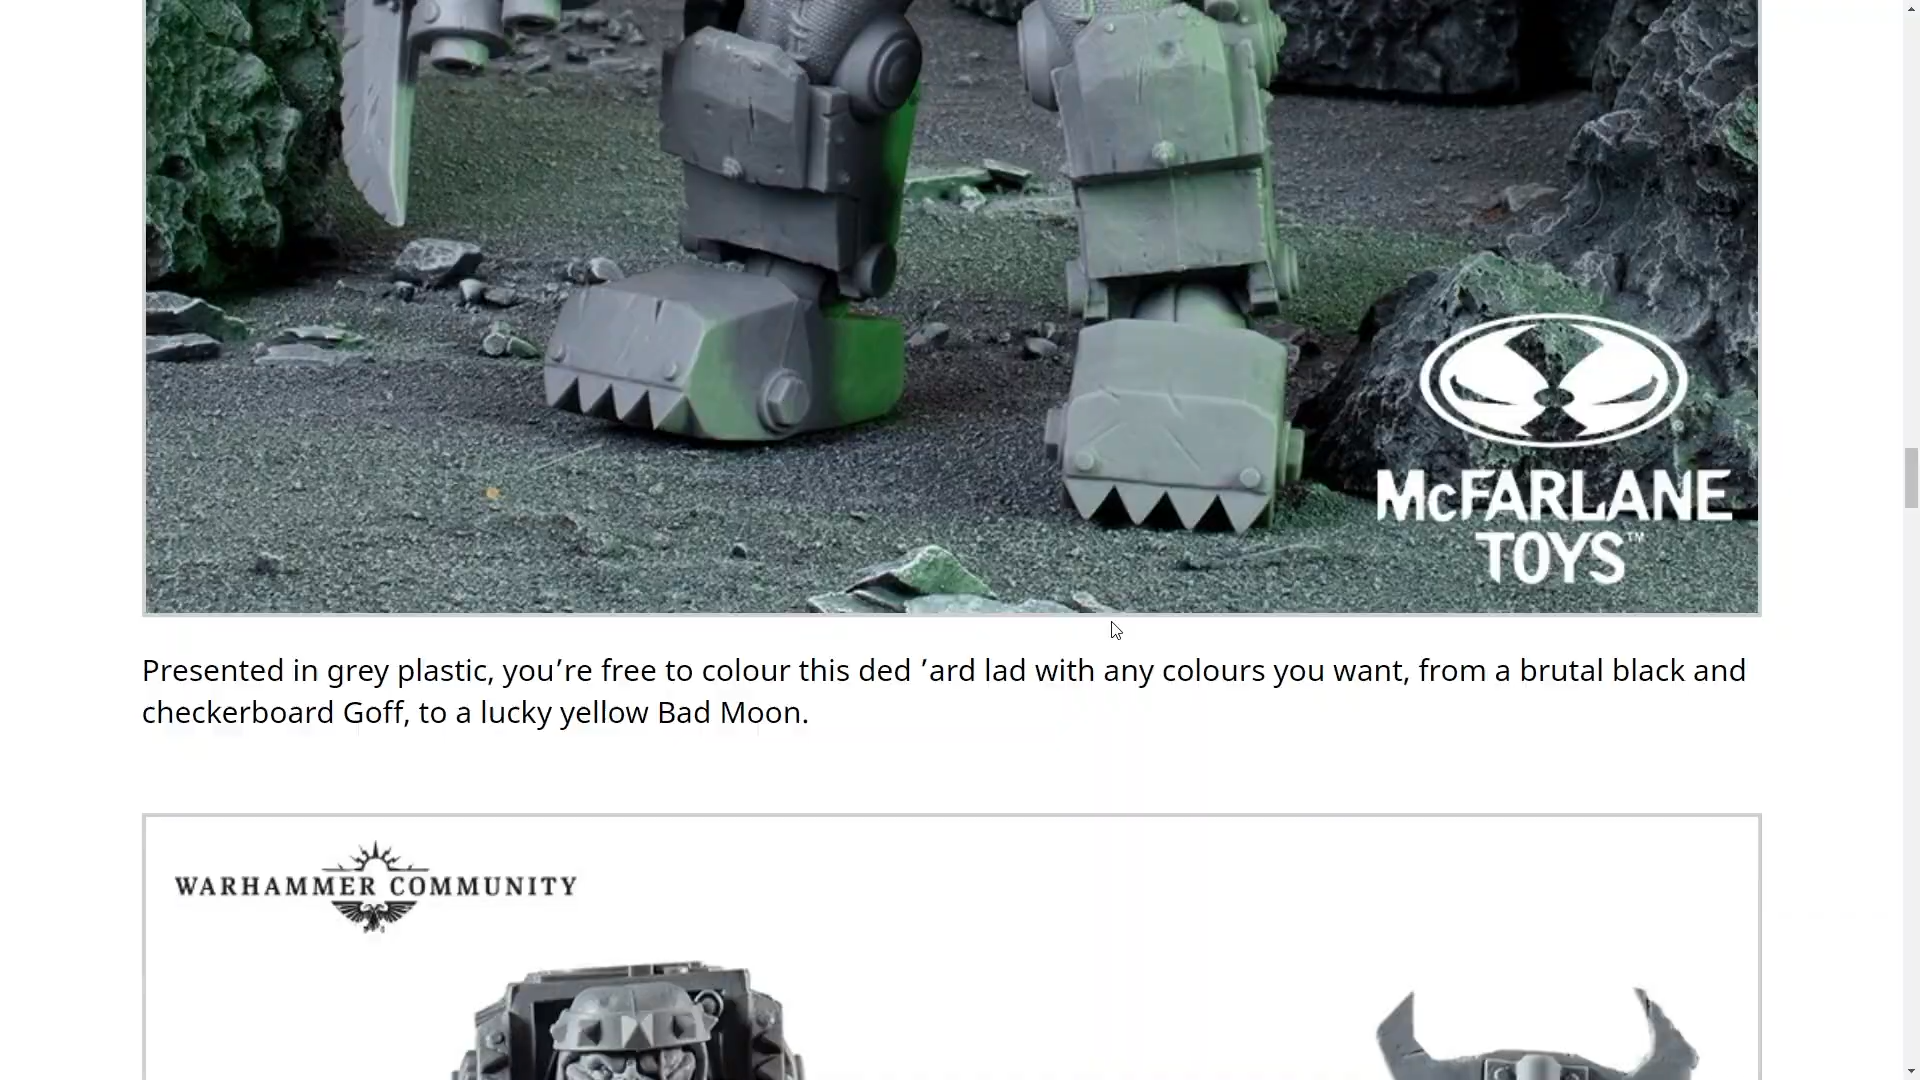 McFARLANE
TOYS™
Presented in grey plastic, you’re free to colour this ded ’ard lad with any colours you want, from a brutal black and
checkerboard Goff, to a lucky yellow Bad Moon.
WARHAMMER COMMUNITY